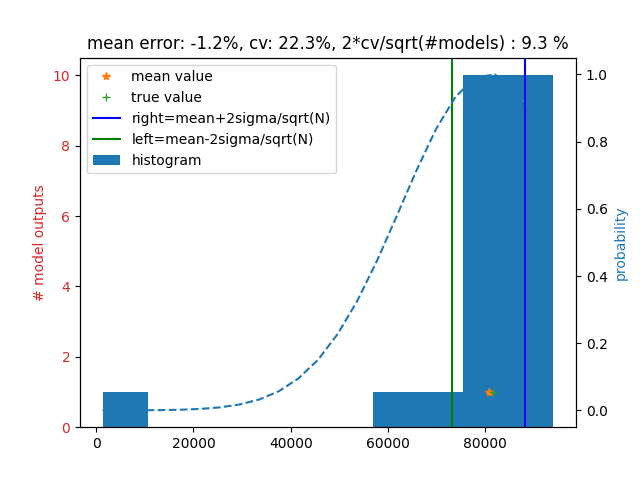 mean error: -1.2%, cv: 22.3%, 2*cv/sqrt(#models) : 9.3 %
mean value
true value
right=mean+2sigma/sqrt(N)
left=mean-2sigma/sqrt(N)
histogram
# model outputs
10
8
6
4
2
0
1.0
0.8
0.6
0.4
0.2
0.0
probability
0 20000 40000 60000 80000